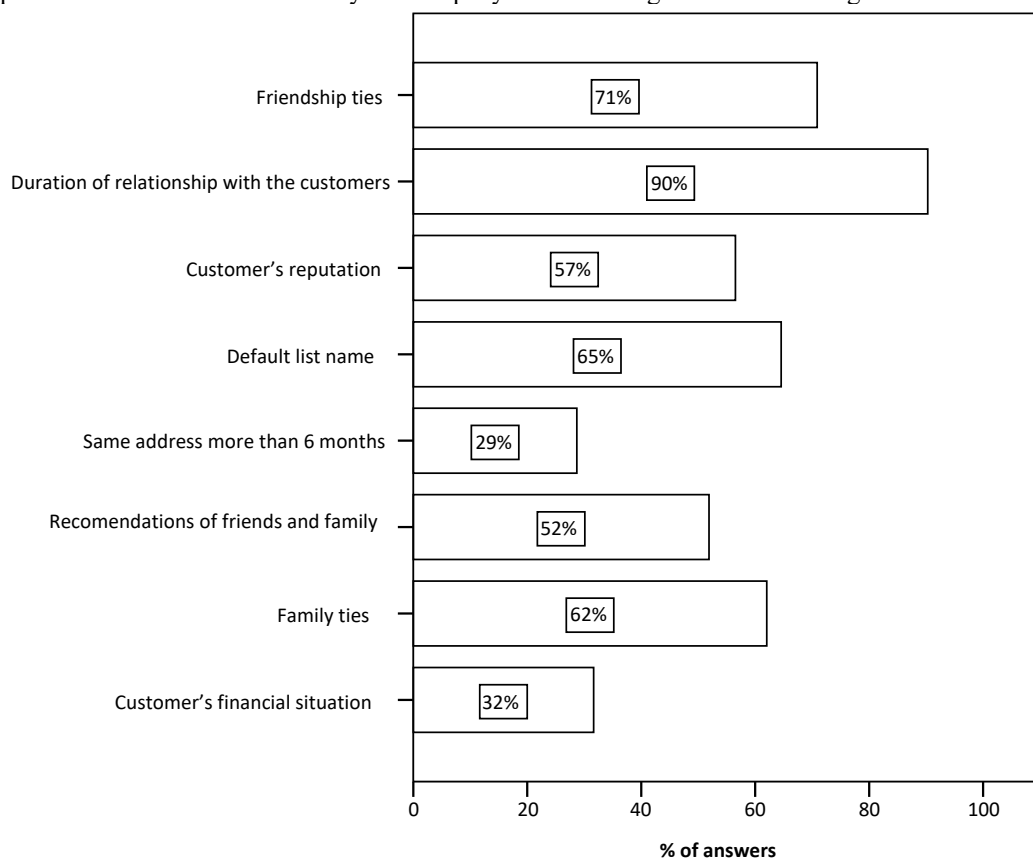 Friendship ties
71%
Duration of relationship with the customers
90%
Customer’s reputation
57%
Default list name
65%
Same address more than 6 months
29%
Recomendations of friends and family
52%
Family ties
62%
Customer’s financial situation
32%
0 20 40 60 80 100
% of answers